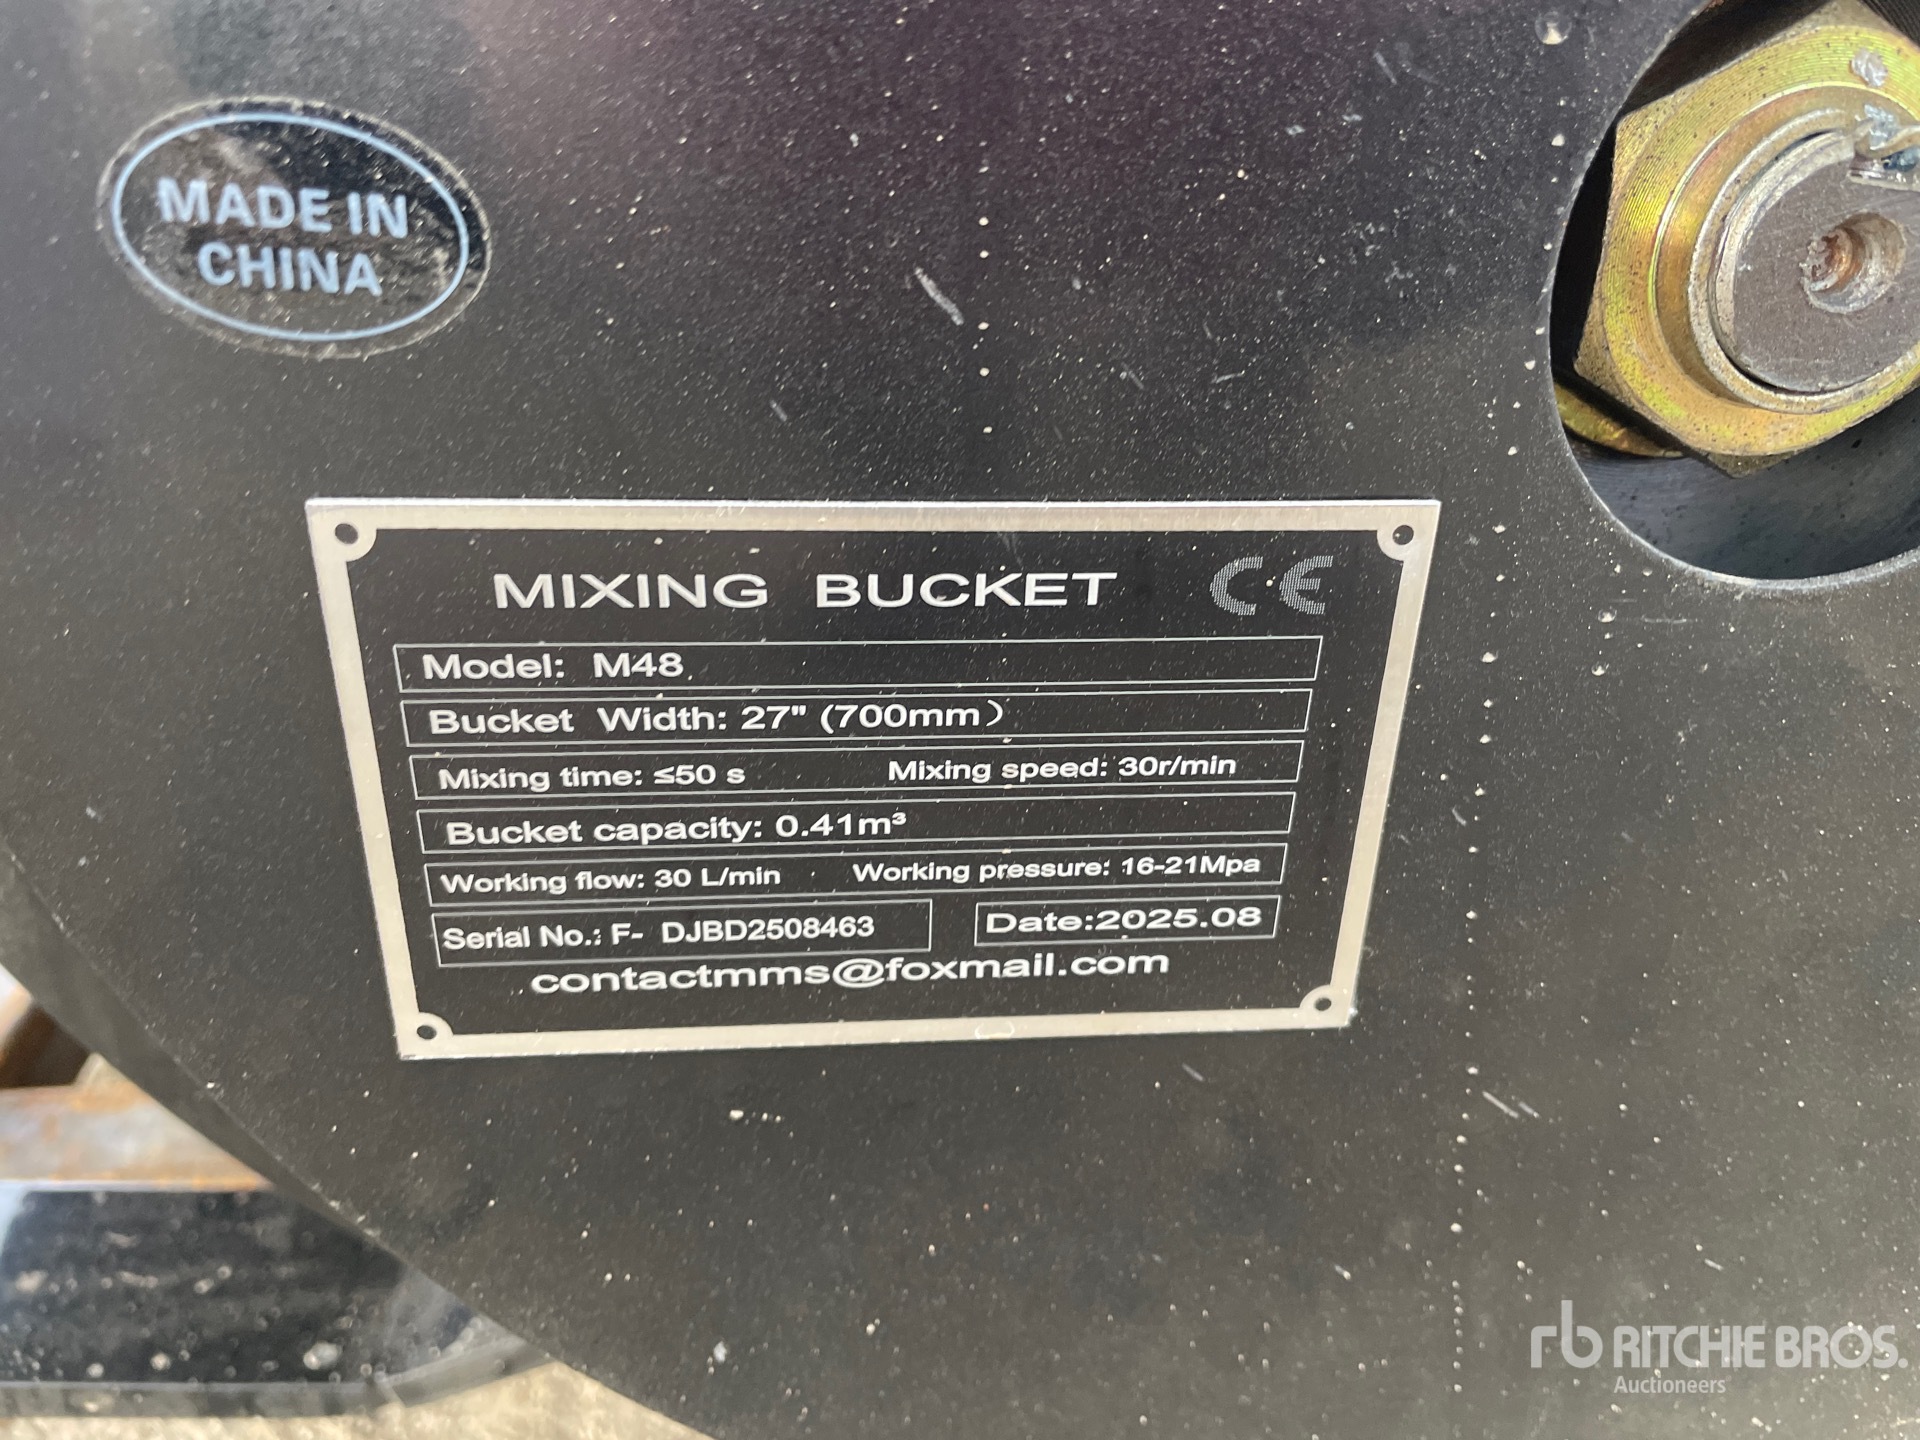 MADE IN
CHINA
MIXING BUCKET CE
Model: M48
Bucket Width: 27" (700mm)
Mixing time: ≤50 s Mixing speed: 30r/min
Bucket capacity: 0.41m³
Working flow: 30 L/min Working pressure: 16-21Mpa
Serial No.: F- DJBD2508463 Date:2025.08
contactmms@foxmail.com
rb RITCHIE BROS.
Auctioneers